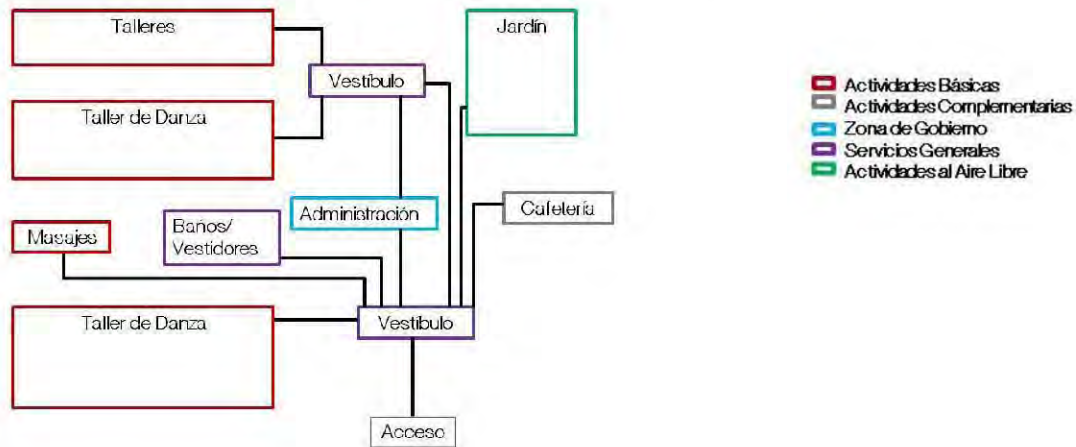 Talleres
Jardín
Vestíbulo
Taller de Danza
Administración
Cafetería
Masajes
Baños/
Vestidores
Taller de Danza
Vestíbulo
Acceso
Actividades Básicas
Actividades Complementarias
Zona de Gobierno
Servicios Generales
Actividades al Aire Libre